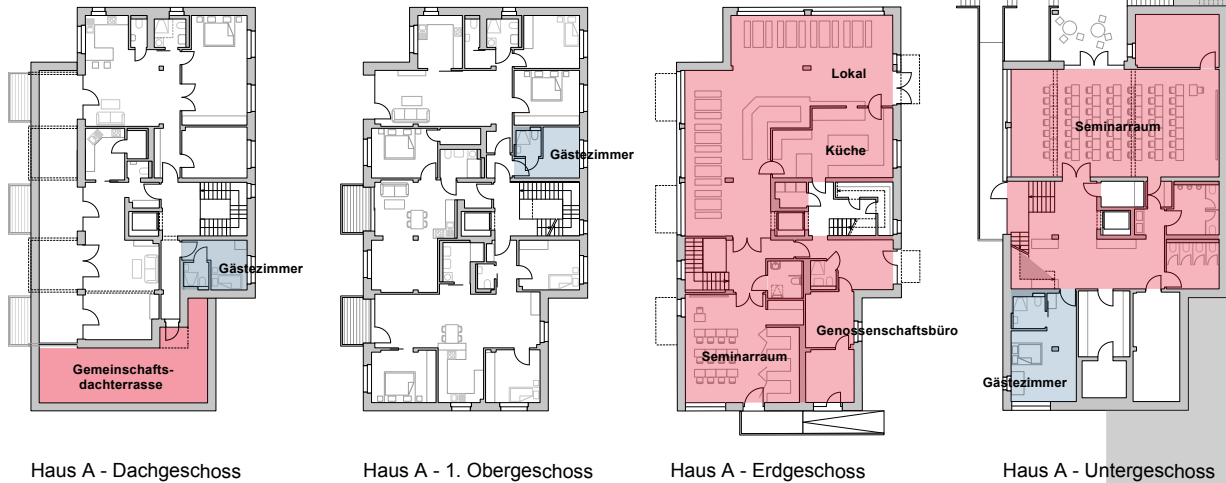 Gästezimmer
Gemeinschafts-
dachterrasse
Haus A - Dachgeschoss
Gästezimmer
Haus A - 1. Obergeschoss
Lokal
Küche
Genossenschaftsbüro
Seminarraum
Haus A - Erdgeschoss
Seminarraum
Gästezimmer
Haus A - Untergeschoss